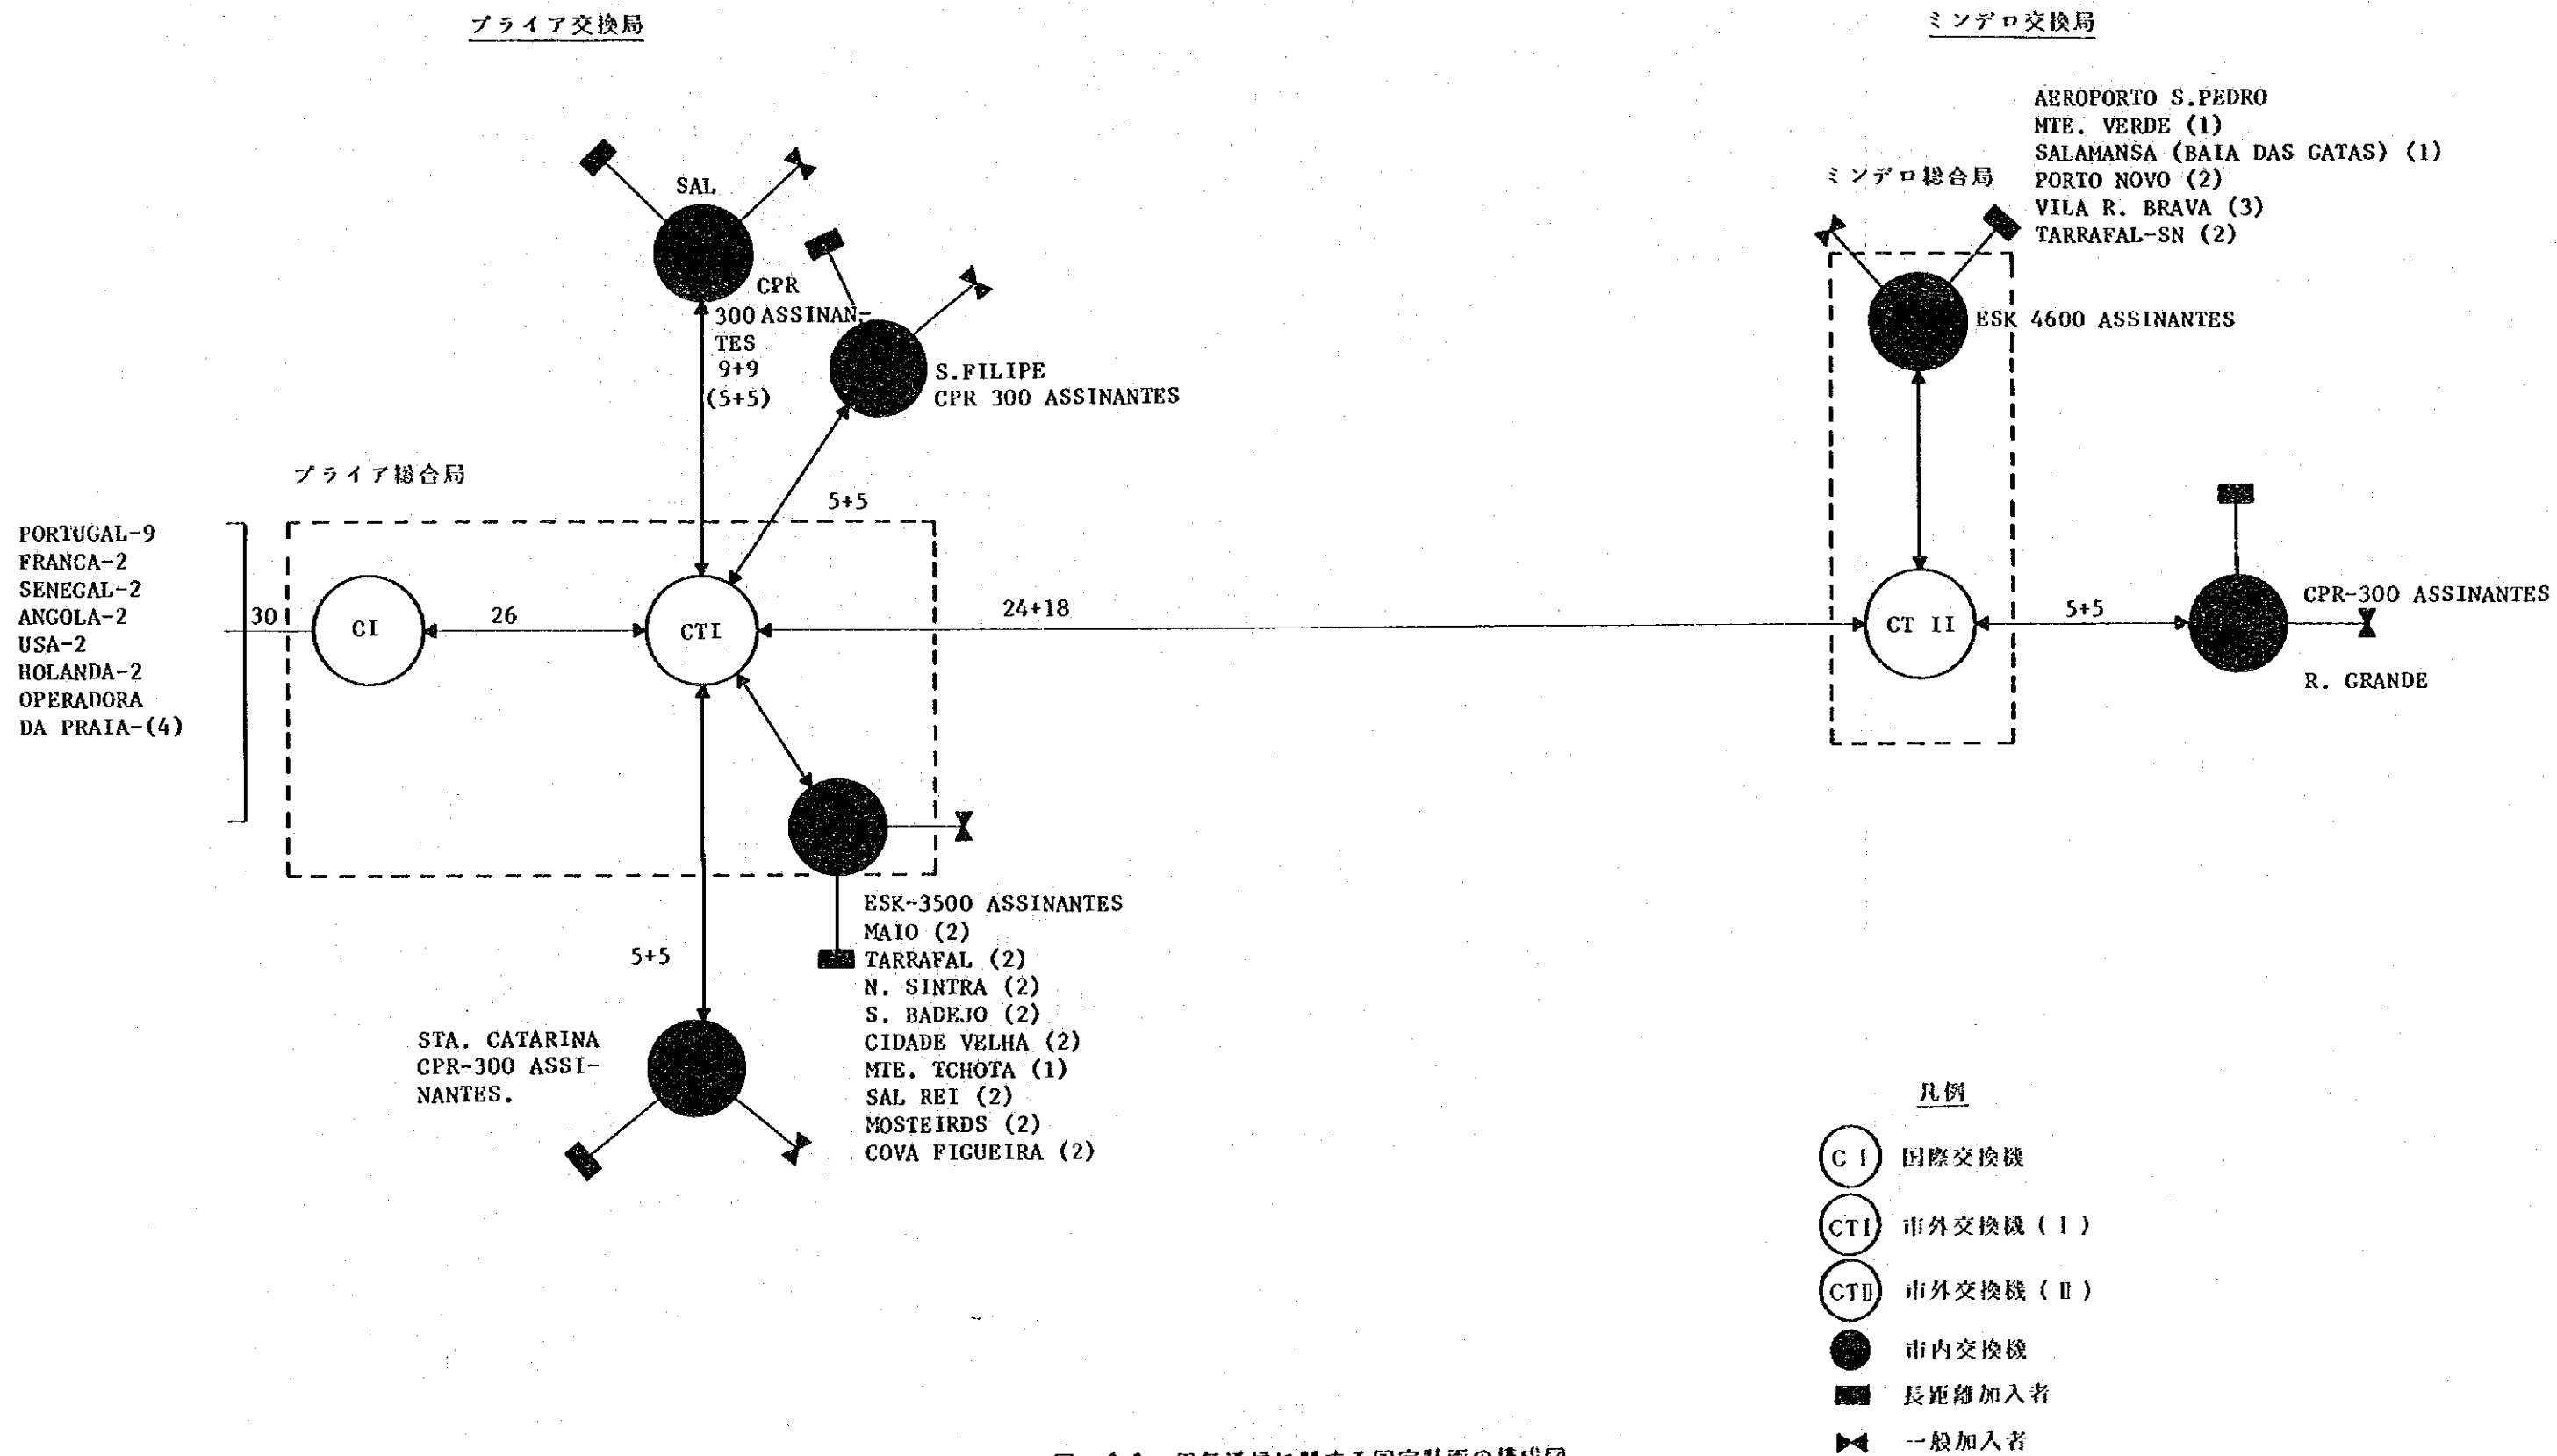 プライア交換局
ミンデロ交換局
AEROPORTO S.PEDRO
MTE. VERDE (1)
SALAMANSA (BAIA DAS GATAS) (1)
PORTO NOVO (2)
VILA R. BRAVA (3)
TARRAFAL-SN (2)
ミンデロ総合局
SAL
CPR
300 ASSINAN-
TES
9+9
(5+5)
S.FILIPE
CPR 300 ASSINANTES
ESK 4600 ASSINANTES
プライア総合局
5+5
PORTUGAL-9
FRANCA-2
SENEGAL-2
ANGOLA-2
USA-2
HOLANDA-2
OPERADORA
DA PRAIA-(4)
30
CI
26
CTI
24+18
CT II
5+5
CPR-300 ASSINANTES
R. GRANDE
5+5
ESK-3500 ASSINANTES
MAIO (2)
TARRAFAL (2)
N. SINTRA (2)
S. BADEJO (2)
CIDADE VELHA (2)
MTE. TCHOTA (1)
SAL REI (2)
MOSTEIRDS (2)
COVA FIGUEIRA (2)
STA. CATARINA
CPR-300 ASSI-
NANTES.
凡例
C I 国際交換機
CTI 市外交換機 ( I )
CTⅡ 市外交換機 ( Ⅱ )
市内交換機
長距離加入者
一般加入者